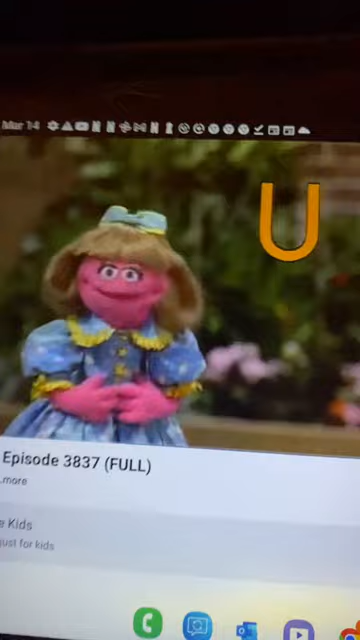 Mar 14
U
Episode 3837 (FULL)
...more
e Kids
just for kids